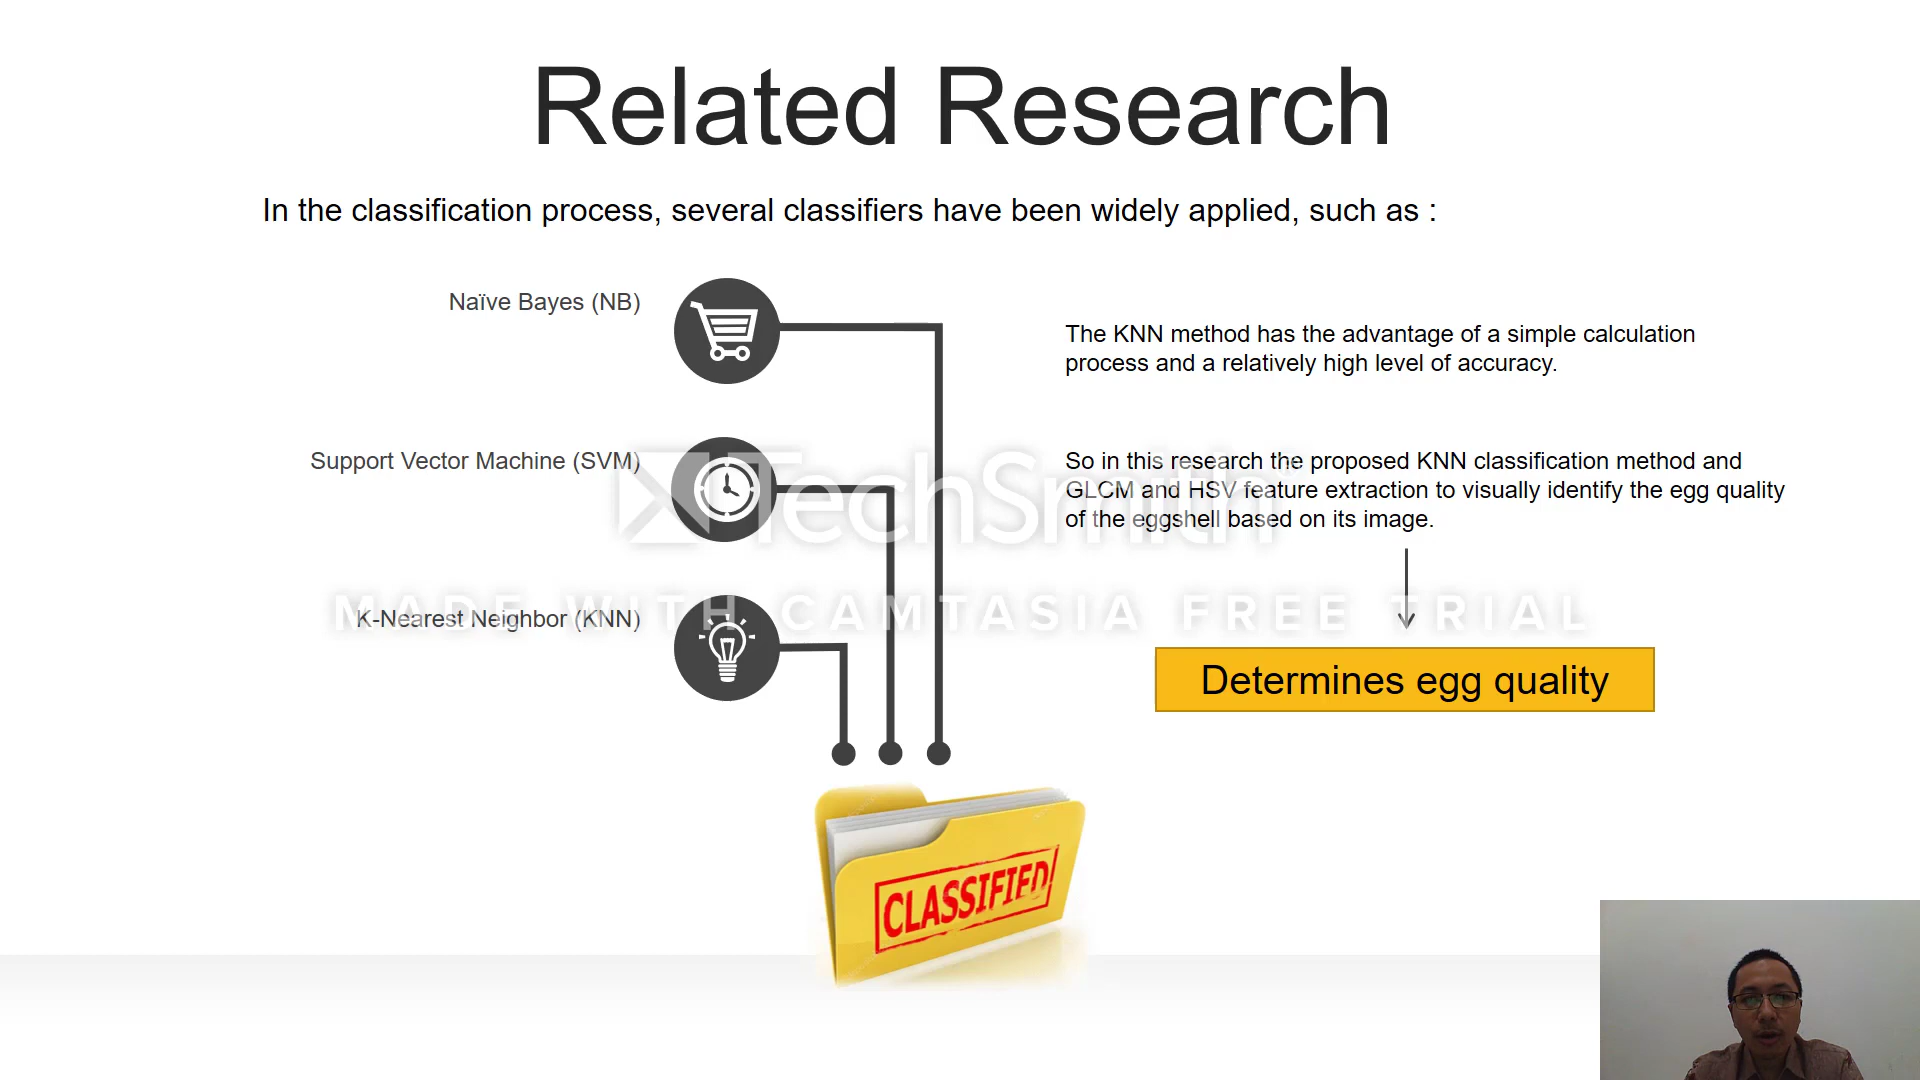 Related Research
In the classification process, several classifiers have been widely applied, such as :
Naïve Bayes (NB)
Support Vector Machine (SVM)
K-Nearest Neighbor (KNN)
The KNN method has the advantage of a simple calculation
process and a relatively high level of accuracy.
So in this research the proposed KNN classification method and
GLCM and HSV feature extraction to visually identify the egg quality
of the eggshell based on its image.
Determines egg quality
CLASSIFIED
TechSmith
MADE WITH CAMTASIA FREE TRIAL